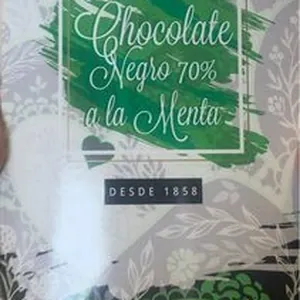 Chocolate
Negro 70%
a la Menta
DESDE 1858